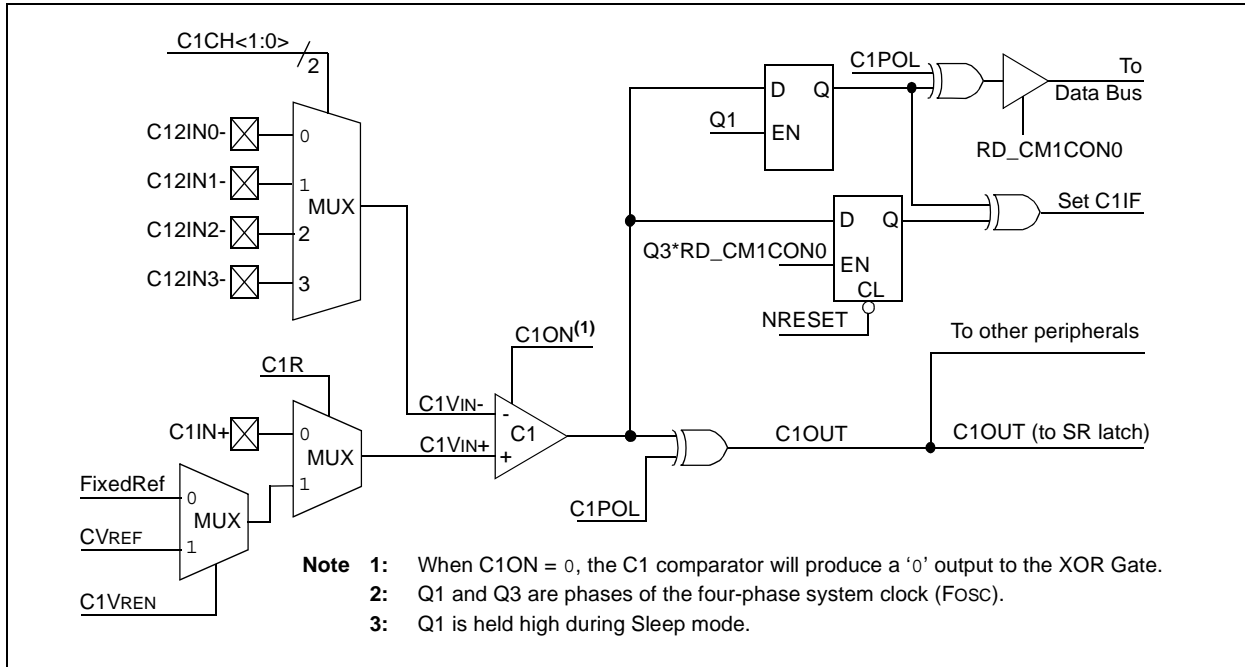 C1CH<1:0>
2
C12IN0-
0
C12IN1-
1
MUX
C12IN2-
2
C12IN3-
3
C1R
C1IN+
0
MUX
1
FixedRef
0
MUX
CVREF
1
C1VREN
C1VIN-
C1VIN+
C1ON(1)
-
C1
+
D
Q
Q1
EN
C1POL
To
Data Bus
RD_CM1CON0
D
Q
Q3*RD_CM1CON0
EN
CL
NRESET
Set C1IF
To other peripherals
C1OUT
C1OUT (to SR latch)
C1POL
Note 1: When C1ON = 0, the C1 comparator will produce a ‘0’ output to the XOR Gate.
2: Q1 and Q3 are phases of the four-phase system clock (FOSC).
3: Q1 is held high during Sleep mode.